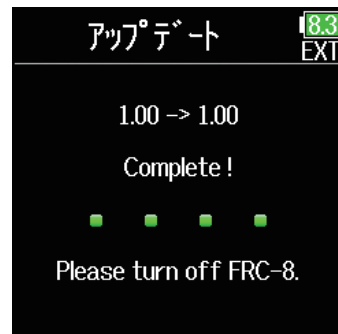 アップデート
8.3
EXT
1.00 -> 1.00
Complete!
Please turn off FRC-8.